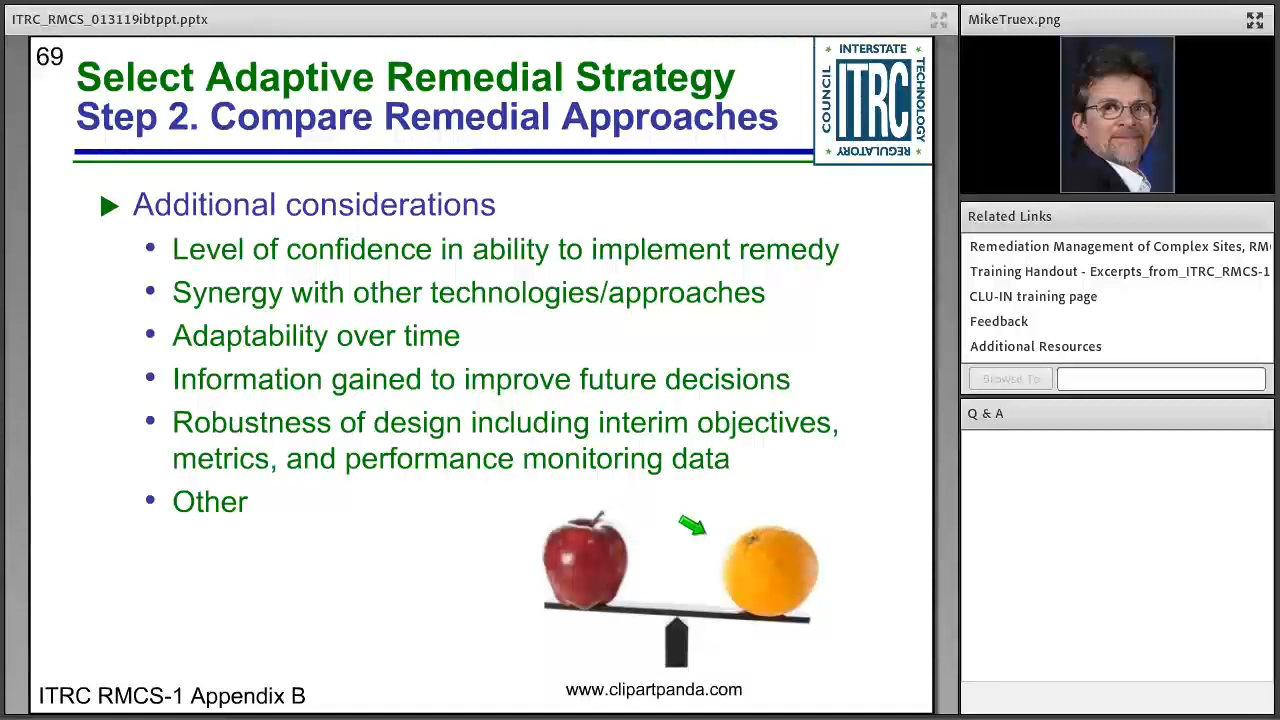 ITRC_RMCS_013119ibtppt.pptx
69
Select Adaptive Remedial Strategy
Step 2. Compare Remedial Approaches
INTERSTATE
COUNCIL
ITRC
TECHNOLOGY
REGULATORY
Additional considerations
Level of confidence in ability to implement remedy
Synergy with other technologies/approaches
Adaptability over time
Information gained to improve future decisions
Robustness of design including interim objectives,
metrics, and performance monitoring data
Other
www.clipartpanda.com
ITRC RMCS-1 Appendix B
MikeTruex.png
Related Links
Remediation Management of Complex Sites, RM
Training Handout - Excerpts_from_ITRC_RMCS-1
CLU-IN training page
Feedback
Additional Resources
Browse To
Q & A